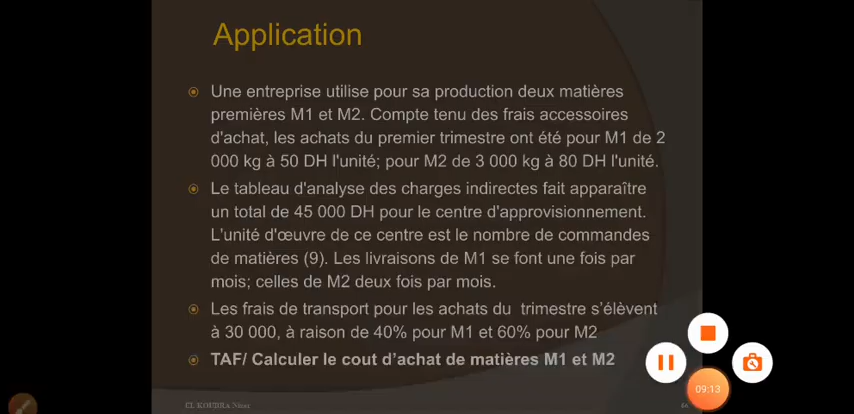 Application
Une entreprise utilise pour sa production deux matières
premières M1 et M2. Compte tenu des frais accessoires
d'achat, les achats du premier trimestre ont été pour M1 de 2
000 kg à 50 DH l'unité; pour M2 de 3 000 kg à 80 DH l'unité.
Le tableau d'analyse des charges indirectes fait apparaître
un total de 45 000 DH pour le centre d'approvisionnement.
L'unité d'œuvre de ce centre est le nombre de commandes
de matières (9). Les livraisons de M1 se font une fois par
mois; celles de M2 deux fois par mois.
Les frais de transport pour les achats du trimestre s'élèvent
à 30 000, à raison de 40% pour M1 et 60% pour M2
TAF/ Calculer le cout d'achat de matières M1 et M2
09:13